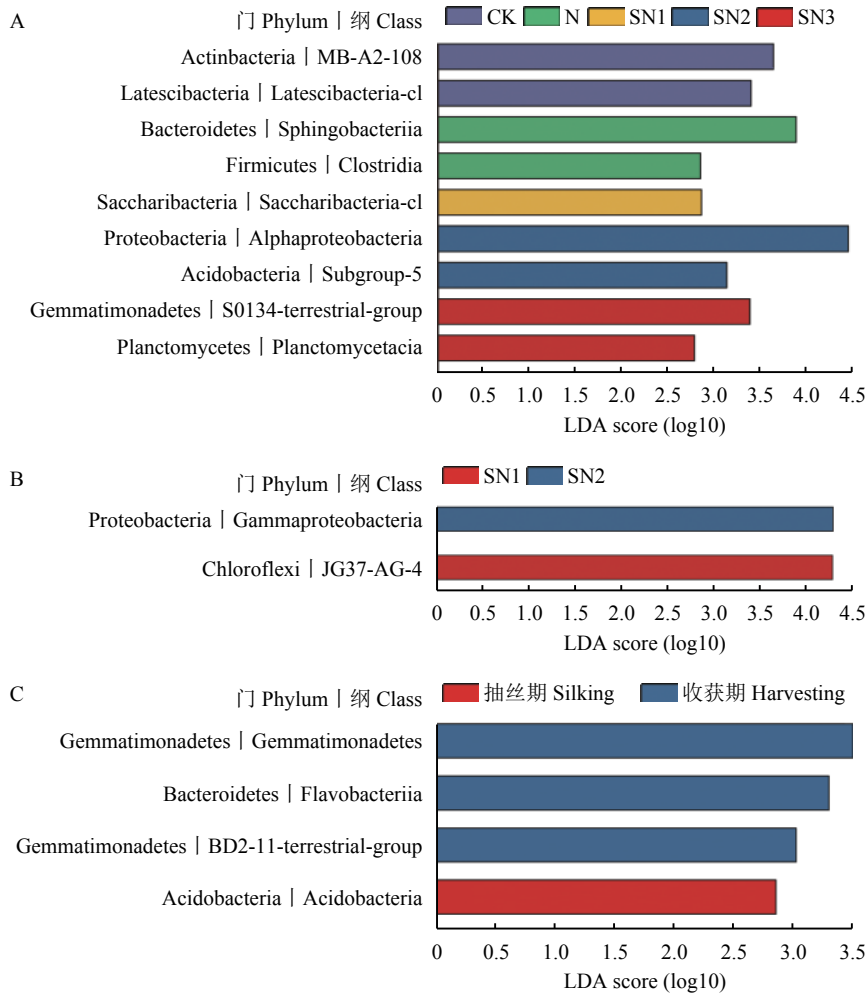 A
门 Phylum | 纲 Class
CK N SN1 SN2 SN3
Actinbacteria | MB-A2-108
Latescibacteria | Latescibacteria-cl
Bacteroidetes | Sphingobacteriia
Firmicutes | Clostridia
Saccharibacteria | Saccharibacteria-cl
Proteobacteria | Alphaproteobacteria
Acidobacteria | Subgroup-5
Gemmatimonadetes | S0134-terrestrial-group
Planctomycetes | Planctomycetacia
0 0.5 1.0 1.5 2.0 2.5 3.0 3.5 4.0 4.5
LDA score (log10)
B
门 Phylum | 纲 Class
SN1 SN2
Proteobacteria | Gammaproteobacteria
Chloroflexi | JG37-AG-4
0 0.5 1.0 1.5 2.0 2.5 3.0 3.5 4.0 4.5
LDA score (log10)
C
门 Phylum | 纲 Class
抽丝期 Silking 收获期 Harvesting
Gemmatimonadetes | Gemmatimonadetes
Bacteroidetes | Flavobacteriia
Gemmatimonadetes | BD2-11-terrestrial-group
Acidobacteria | Acidobacteria
0 0.5 1.0 1.5 2.0 2.5 3.0 3.5
LDA score (log10)